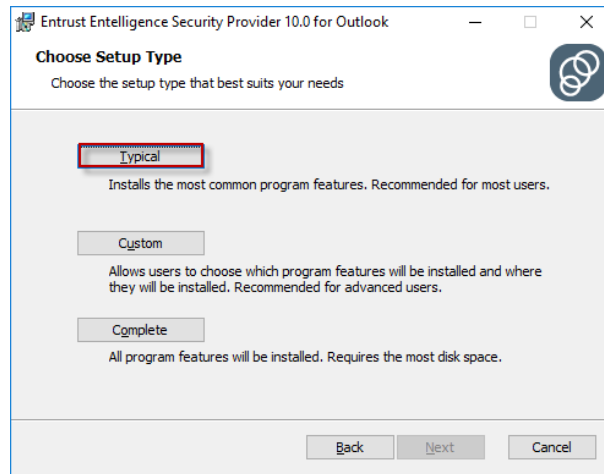 Entrust Entelligence Security Provider 10.0 for Outlook
Choose Setup Type
Choose the setup type that best suits your needs
Typical
Installs the most common program features. Recommended for most users.
Custom
Allows users to choose which program features will be installed and where
they will be installed. Recommended for advanced users.
Complete
All program features will be installed. Requires the most disk space.
Back Next Cancel